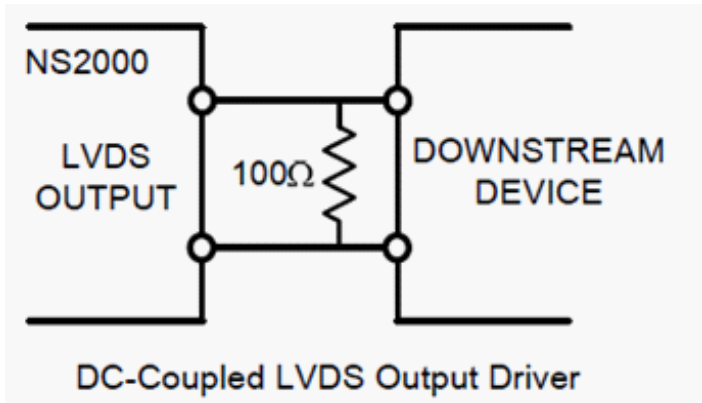 NS2000
LVDS
OUTPUT
100Ω
DOWNSTREAM
DEVICE
DC-Coupled LVDS Output Driver